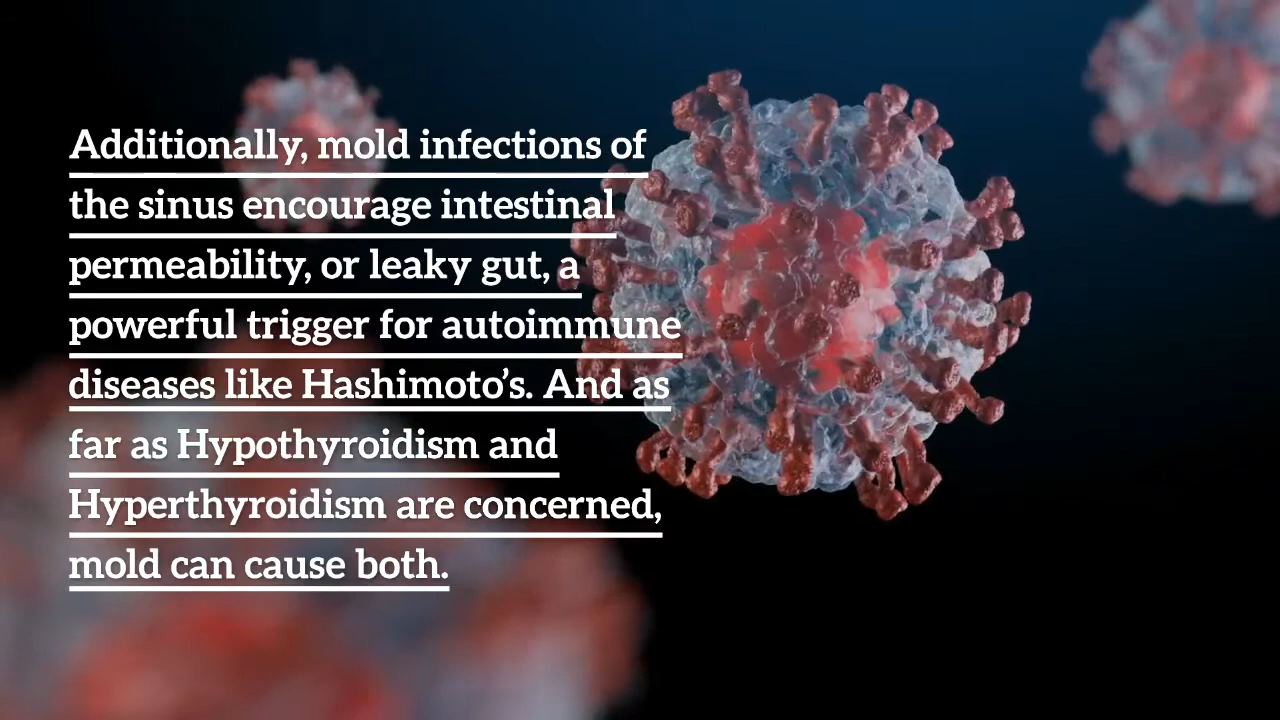 Additionally, mold infections of
the sinus encourage intestinal
permeability, or leaky gut, a
powerful trigger for autoimmune
diseases like Hashimoto’s. And as
far as Hypothyroidism and
Hyperthyroidism are concerned,
mold can cause both.